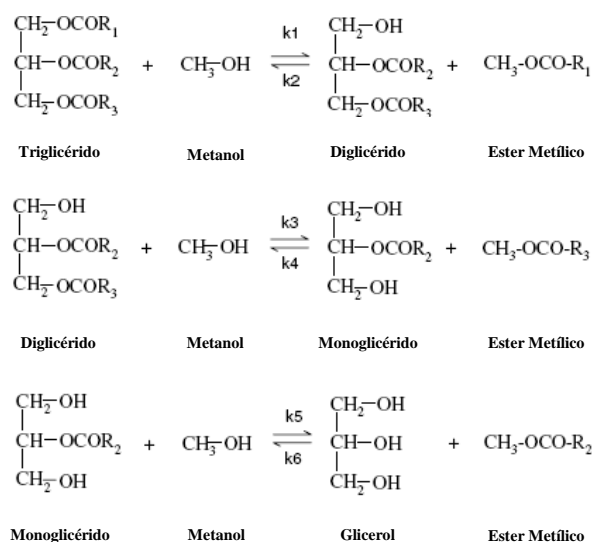 CH₂–OCOR₁
CH–OCOR₂ + CH₃–OH k1 k2 CH₂–OH CH–OCOR₂ CH₂–OCOR₃ + CH₃-OCO-R₁
CH₂–OCOR₃
Triglicérido Metanol Diglicérido Ester Metílico
CH₂–OH
CH–OCOR₂ + CH₃–OH k3 k4 CH₂–OH CH–OCOR₂ CH₂–OH + CH₃-OCO-R₃
CH₂–OCOR₃
Diglicérido Metanol Monoglicérido Ester Metílico
CH₂–OH
CH–OCOR₂ + CH₃–OH k5 k6 CH₂–OH CH–OH CH₂–OH + CH₃-OCO-R₂
CH₂–OH
Monoglicérido Metanol Glicerol Ester Metílico